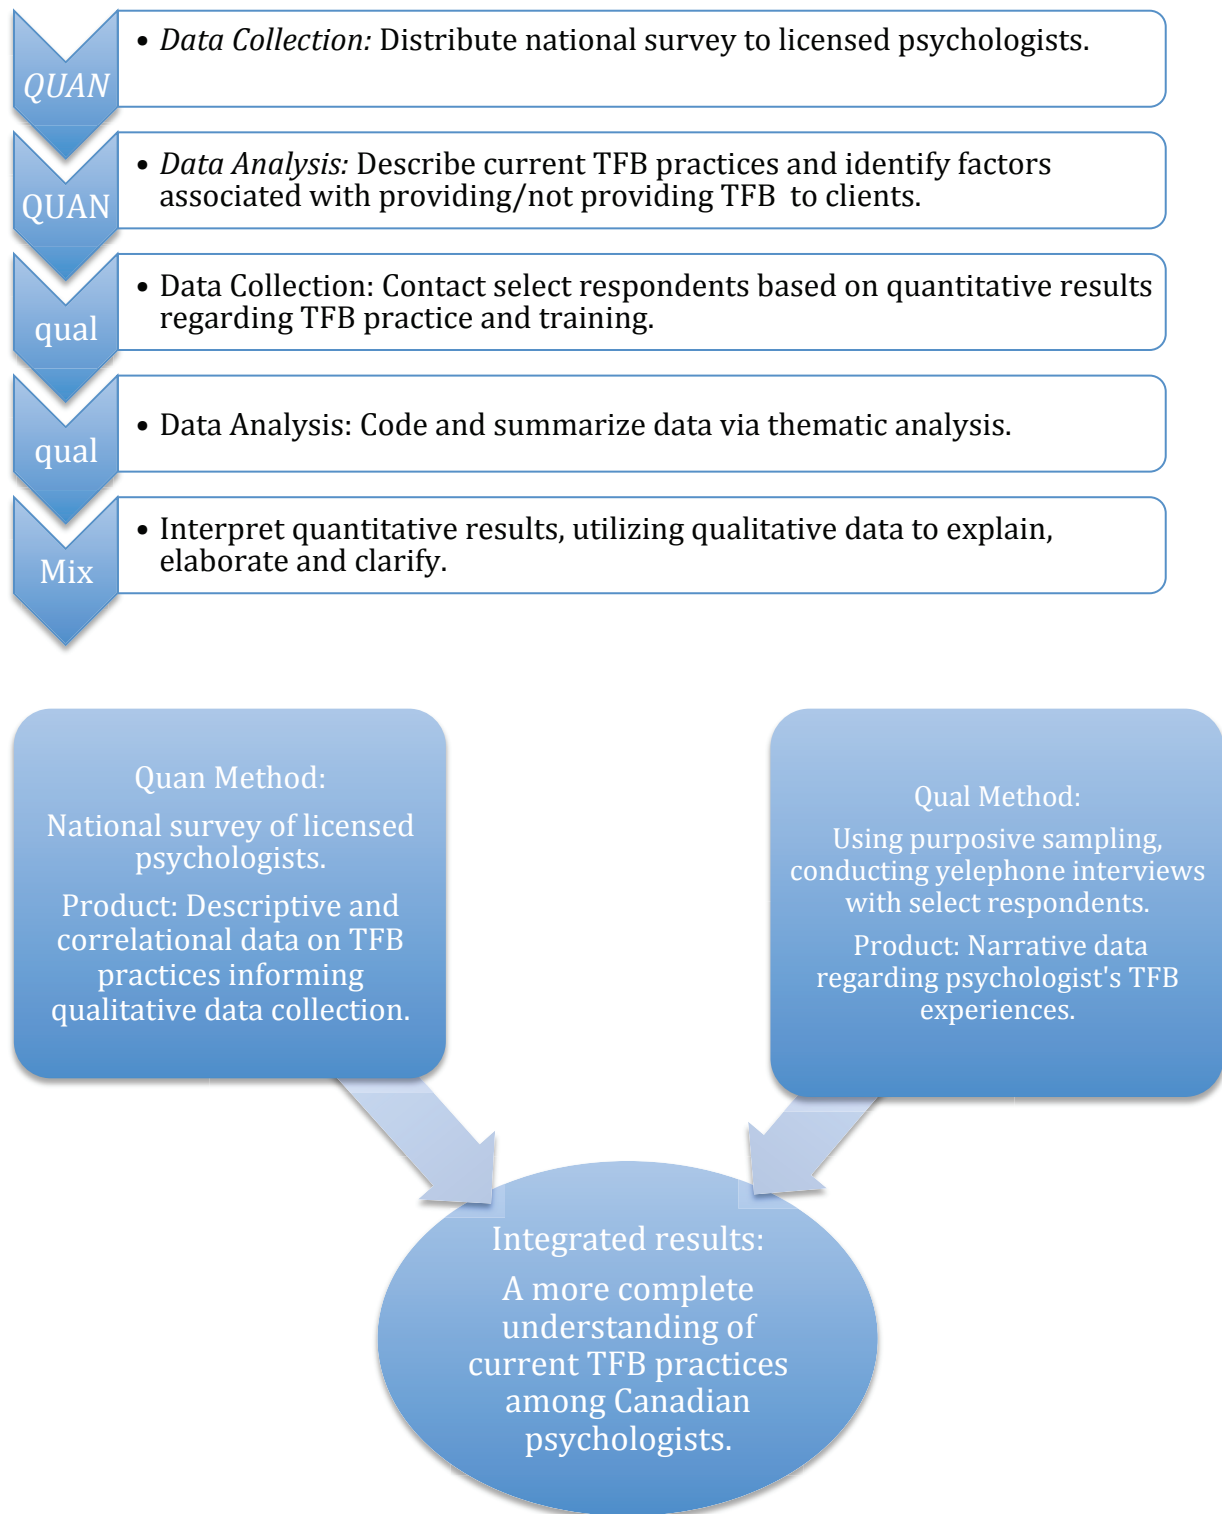 QUAN
• Data Collection: Distribute national survey to licensed psychologists.
QUAN
• Data Analysis: Describe current TFB practices and identify factors
associated with providing/not providing TFB  to clients.
qual
• Data Collection: Contact select respondents based on quantitative results
regarding TFB practice and training.
qual
• Data Analysis: Code and summarize data via thematic analysis.
Mix
• Interpret quantitative results, utilizing qualitative data to explain,
elaborate and clarify.
Quan Method:
National survey of licensed
psychologists.
Product: Descriptive and
correlational data on TFB
practices informing
qualitative data collection.
Qual Method:
Using purposive sampling,
conducting yelephone interviews
with select respondents.
Product: Narrative data
regarding psychologist's TFB
experiences.
Integrated results:
A more complete
understanding of
current TFB practices
among Canadian
psychologists.